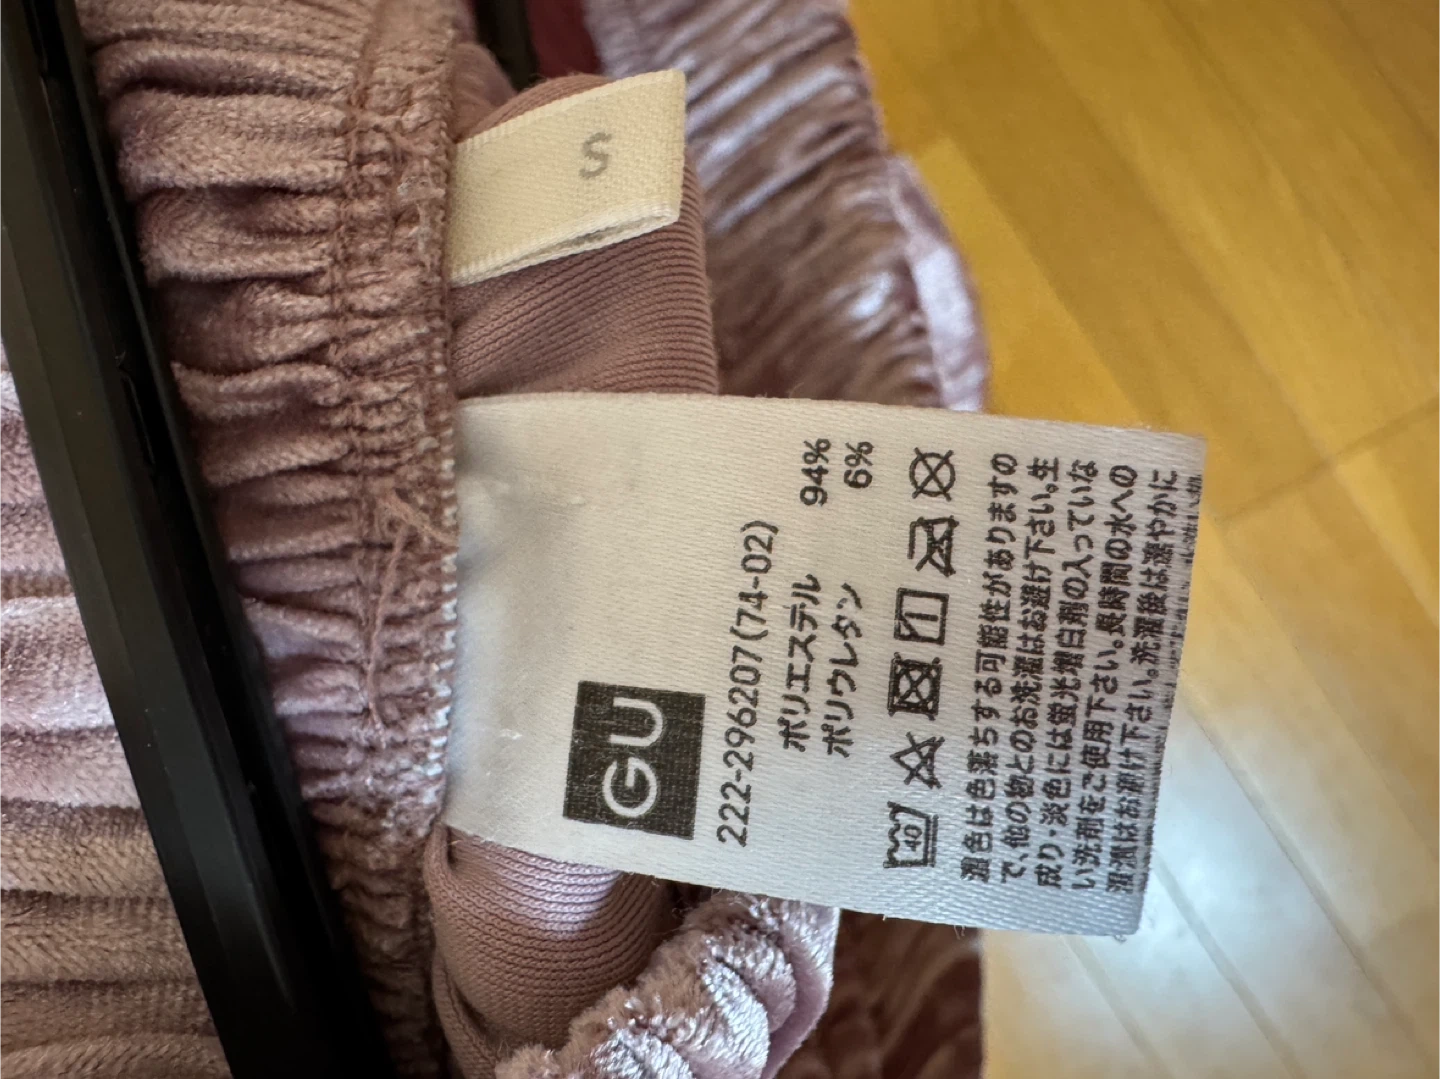 S
GU
222-296207(74-02)
ポリエステル 94%
ポリウレタン 6%
40
濃色は色落ちする可能性がありますの
で、他の物とのお洗濯はお避け下さい。生
成り・淡色には蛍光増白剤の入っていな
い洗剤をご使用下さい。長時間の水への
浸漬はお避け下さい。洗濯後は速やかに